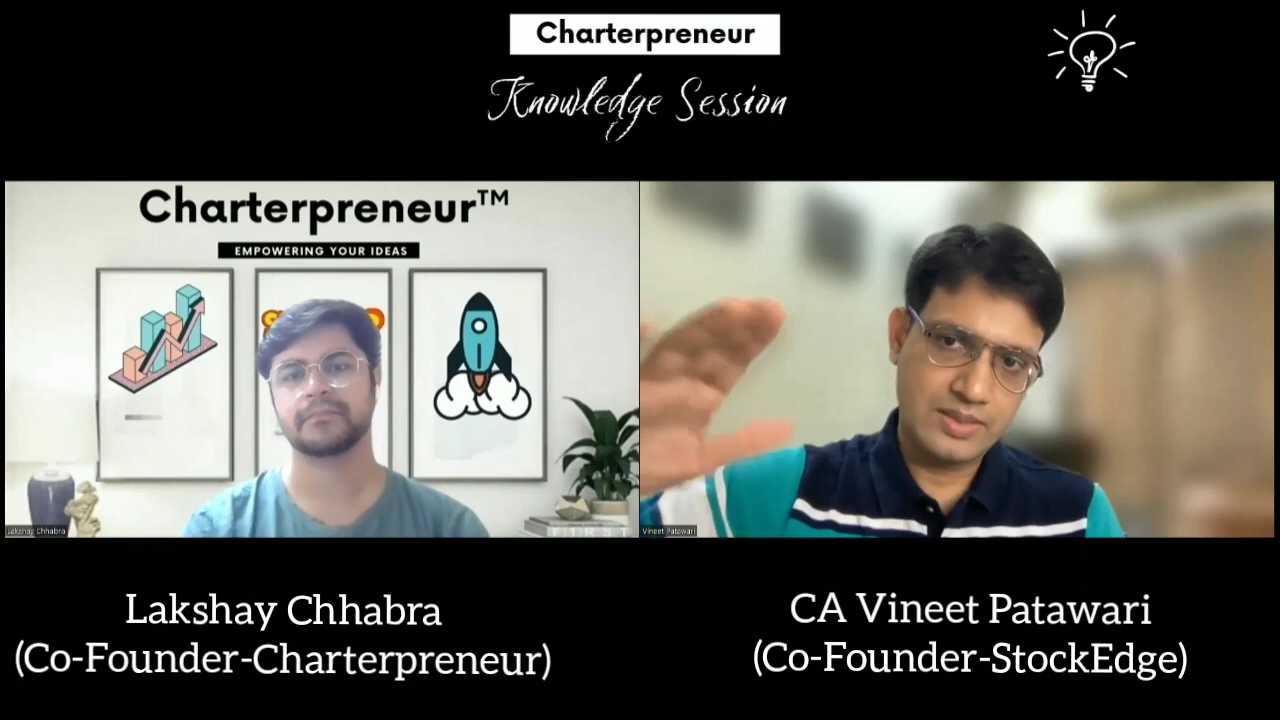 Charterpreneur
Knowledge Session
Charterpreneur™
EMPOWERING YOUR IDEAS
Lakshay Chhabra
Vineet Patawari
Lakshay Chhabra
(Co-Founder-Charterpreneur)
CA Vineet Patawari
(Co-Founder-StockEdge)